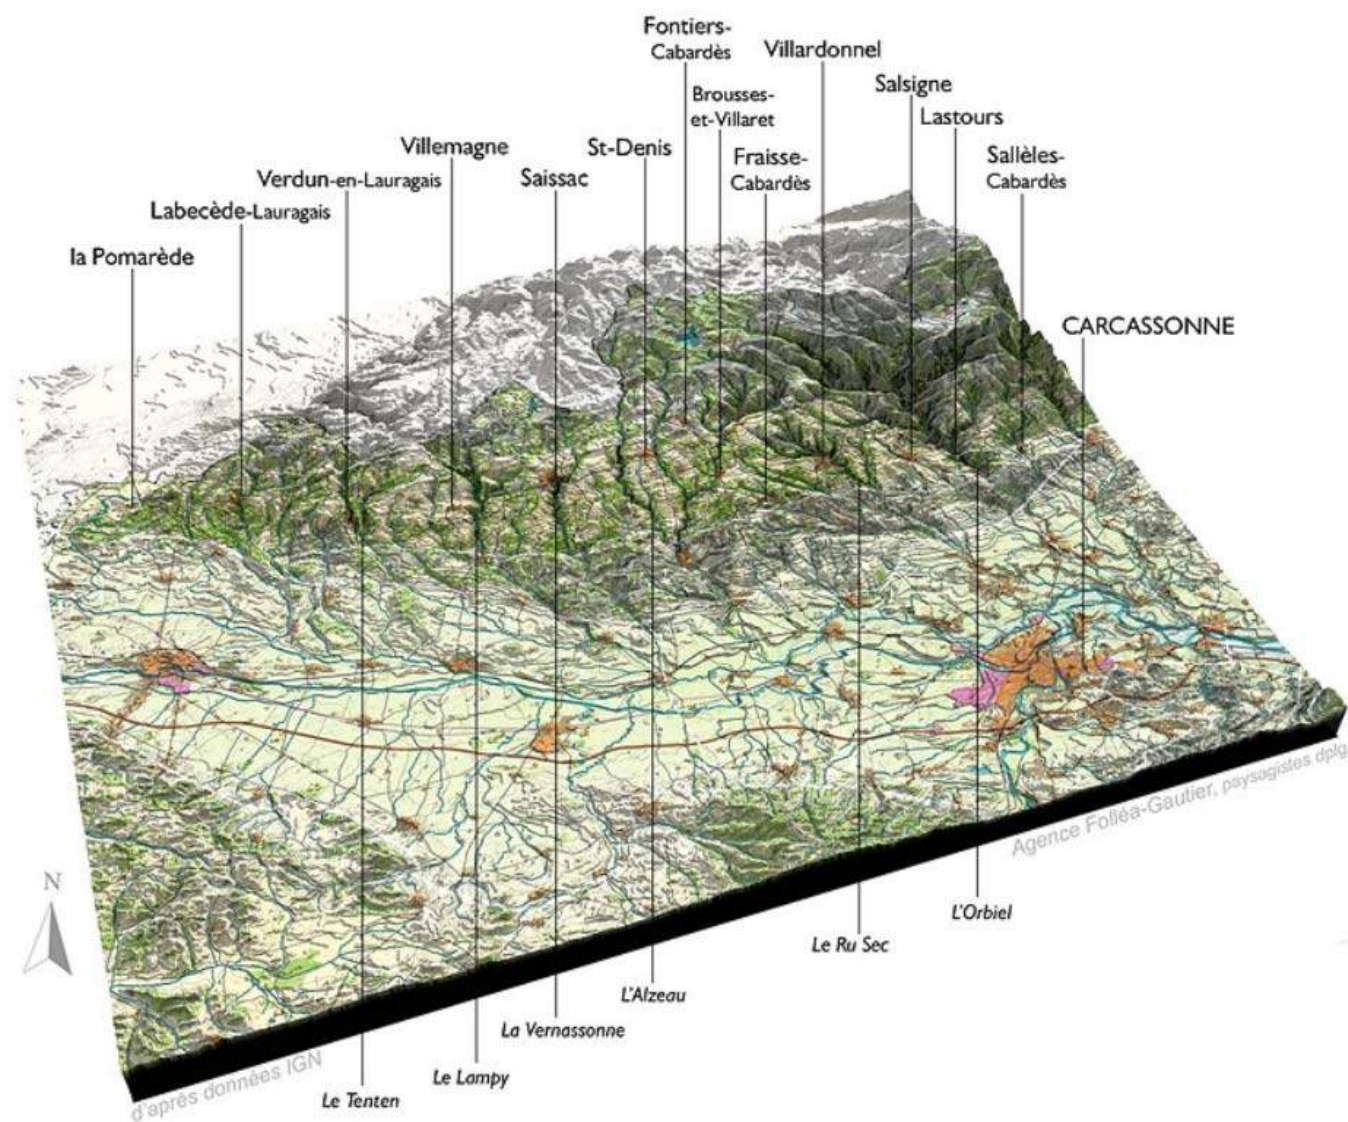 Fontiers-
Cabardès
Villardonnel
Salsigne
Brousses-
et-Villaret
Lastours
Villemagne
St-Denis
Fraisse-
Cabardès
Sallèles-
Cabardès
Verdun-en-Lauragais
Saissac
Labecède-Lauragais
la Pomarède
CARCASSONNE
N
Agence Folléa-Gautier, paysagistes dplg
L'Orbiel
Le Ru Sec
L'Alzeau
La Vernassonne
Le Lampy
Le Tenten
d'après données IGN